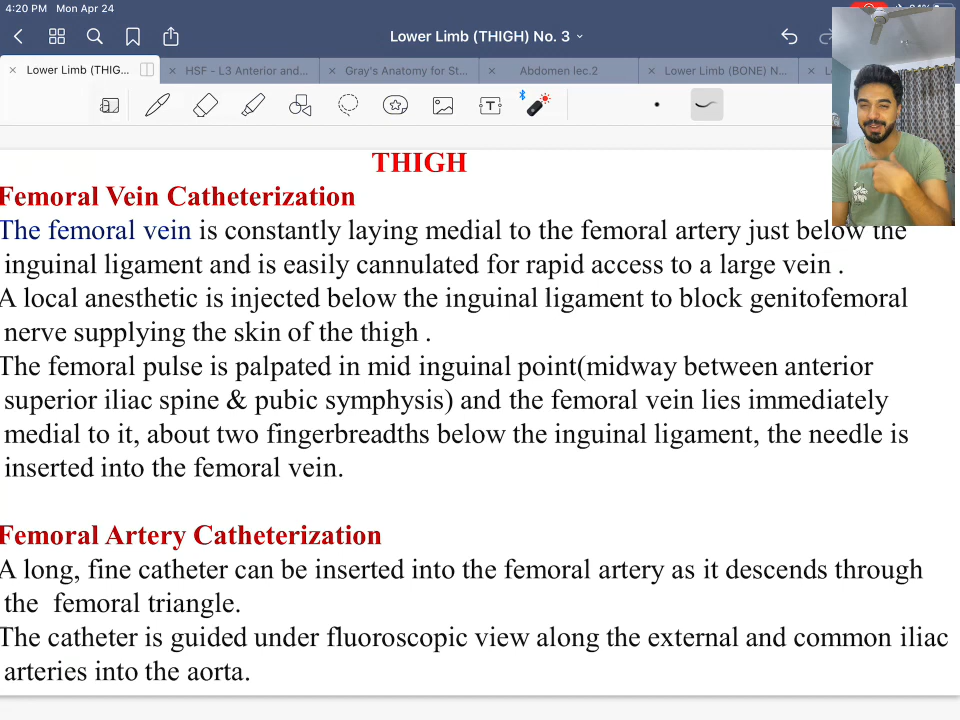 4:20 PM Mon Apr 24
Lower Limb (THIGH) No. 3
Lower Limb (THIG...
HSF - L3 Anterior and...
Gray's Anatomy for St...
Abdomen lec.2
Lower Limb (BONE) N...
THIGH
Femoral Vein Catheterization
The femoral vein is constantly laying medial to the femoral artery just below the
inguinal ligament and is easily cannulated for rapid access to a large vein .
A local anesthetic is injected below the inguinal ligament to block genitofemoral
nerve supplying the skin of the thigh .
The femoral pulse is palpated in mid inguinal point(midway between anterior
superior iliac spine & pubic symphysis) and the femoral vein lies immediately
medial to it, about two fingerbreadths below the inguinal ligament, the needle is
inserted into the femoral vein.
Femoral Artery Catheterization
A long, fine catheter can be inserted into the femoral artery as it descends through
the femoral triangle.
The catheter is guided under fluoroscopic view along the external and common iliac
arteries into the aorta.